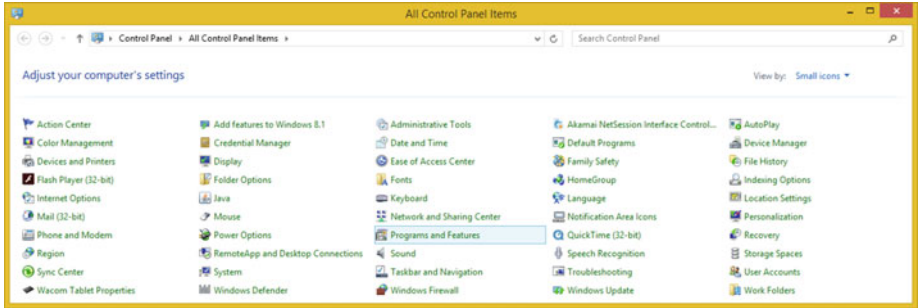 All Control Panel Items
Control Panel All Control Panel Items Search Control Panel
Adjust your computer's settings View by: Small icons
Action Center Add features to Windows 8.1 Administrative Tools Akamai NetSession Interface Control... AutoPlay
Color Management Credential Manager Date and Time Default Programs Device Manager
Devices and Printers Display Ease of Access Center Family Safety File History
Flash Player (32-bit) Folder Options Fonts HomeGroup Indexing Options
Internet Options Java Keyboard Language Location Settings
Mail (32-bit) Mouse Network and Sharing Center Notification Area Icons Personalization
Phone and Modem Power Options Programs and Features QuickTime (32-bit) Recovery
Region RemoteApp and Desktop Connections Sound Speech Recognition Storage Spaces
Sync Center System Taskbar and Navigation Troubleshooting User Accounts
Wacom Tablet Properties Windows Defender Windows Firewall Windows Update Work Folders